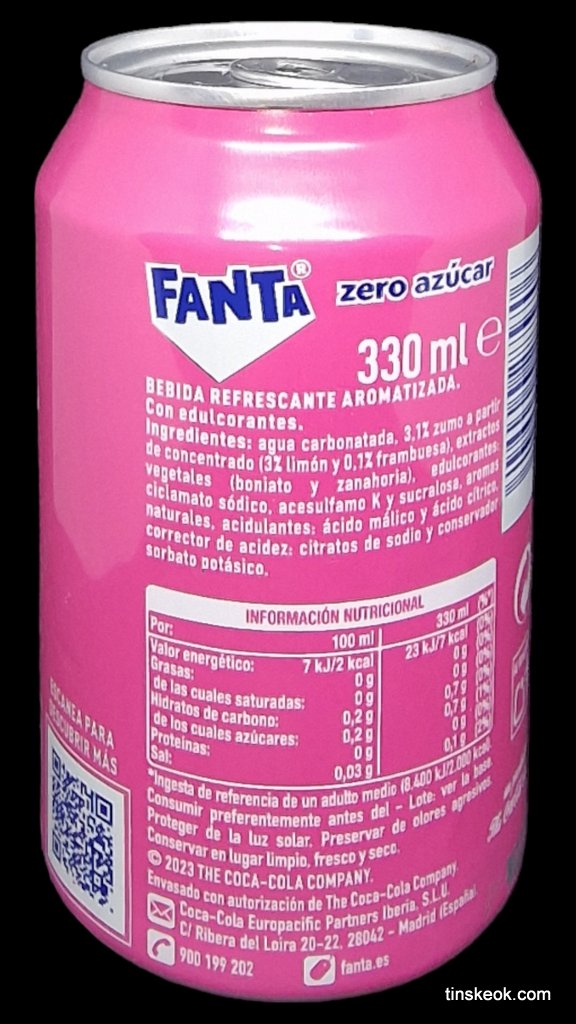 FANTA®
zero azúcar
330 ml e
BEBIDA REFRESCANTE AROMATIZADA.
Con edulcorantes.
Ingredientes: agua carbonatada, 3,1% zumo a partir
de concentrado (3% limón y 0,1% frambuesa), extractos
vegetales (boniato y zanahoria), edulcorantes:
ciclamato sódico, acesulfamo K y sucralosa, aromas
naturales, acidulantes: ácido málico y ácido cítrico,
corrector de acidez: citratos de sodio y conservador
sorbato potásico.
INFORMACIÓN NUTRICIONAL
Por: 100 ml 330 ml (%*)
Valor energético: 7 kJ/2 kcal 23 kJ/7 kcal (0%)
Grasas: 0 g 0 g (0%)
de las cuales saturadas: 0 g 0 g (0%)
Hidratos de carbono: 0,2 g 0,7 g (0%)
de los cuales azúcares: 0,2 g 0,7 g (1%)
Proteínas: 0 g 0 g (0%)
Sal: 0,03 g 0,1 g (2%)
*Ingesta de referencia de un adulto medio (8.400 kJ/2.000 kcal).
Consumir preferentemente antes del - Lote: ver la base.
Proteger de la luz solar. Preservar de olores agresivos.
Conservar en lugar limpio, fresco y seco.
© 2023 THE COCA-COLA COMPANY.
Envasado con autorización de The Coca-Cola Company.
Coca-Cola Europacific Partners Iberia, S.L.U.
C/ Ribera del Loira 20-22, 28042 - Madrid (España)
900 199 202 fanta.es
ESCANEA PARA
DESCUBRIR MÁS
tinskeok.com